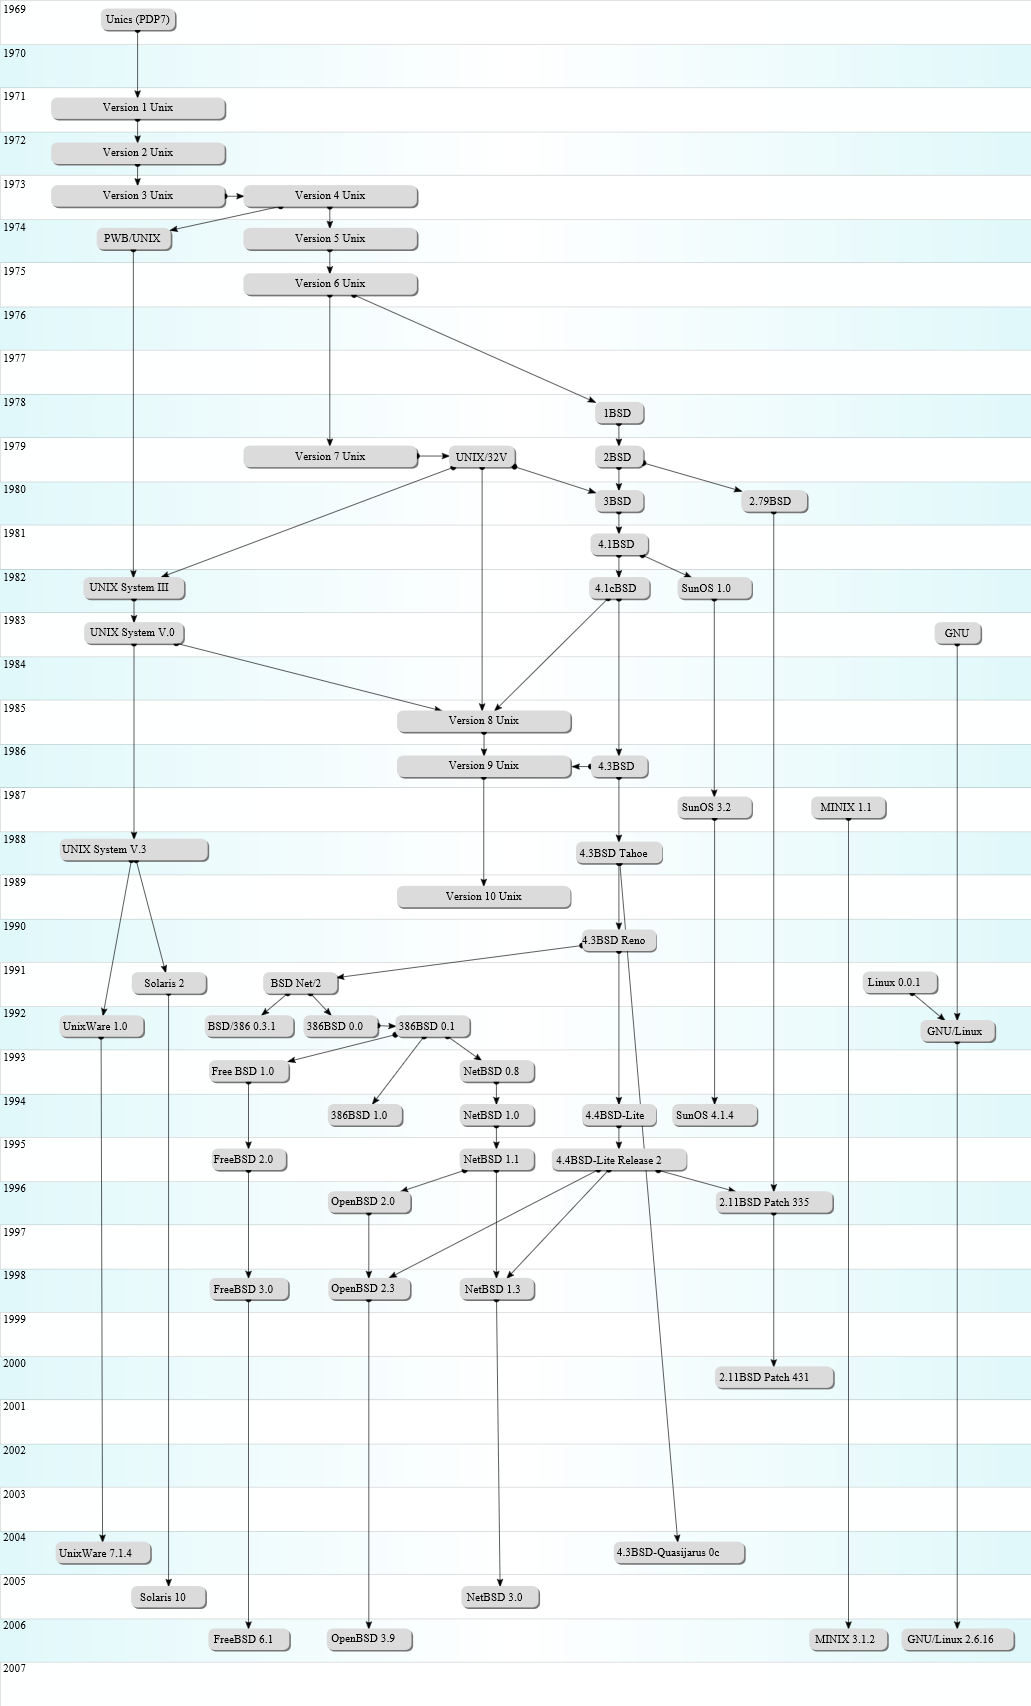 1969
Unics (PDP7)
1970
1971
Version 1 Unix
1972
Version 2 Unix
1973
Version 3 Unix
Version 4 Unix
1974
PWB/UNIX
Version 5 Unix
1975
Version 6 Unix
1976
1977
1978
1BSD
1979
Version 7 Unix
UNIX/32V
2BSD
1980
3BSD
2.79BSD
1981
4.1BSD
1982
UNIX System III
4.1cBSD
SunOS 1.0
1983
UNIX System V.0
GNU
1984
1985
Version 8 Unix
1986
Version 9 Unix
4.3BSD
1987
SunOS 3.2
MINIX 1.1
1988
UNIX System V.3
4.3BSD Tahoe
1989
Version 10 Unix
1990
4.3BSD Reno
1991
Solaris 2
BSD Net/2
Linux 0.0.1
1992
UnixWare 1.0
BSD/386 0.3.1
386BSD 0.0
386BSD 0.1
GNU/Linux
1993
Free BSD 1.0
NetBSD 0.8
1994
386BSD 1.0
NetBSD 1.0
4.4BSD-Lite
SunOS 4.1.4
1995
FreeBSD 2.0
NetBSD 1.1
4.4BSD-Lite Release 2
1996
OpenBSD 2.0
2.11BSD Patch 335
1997
1998
FreeBSD 3.0
OpenBSD 2.3
NetBSD 1.3
1999
2000
2.11BSD Patch 431
2001
2002
2003
2004
UnixWare 7.1.4
4.3BSD-Quasijarus 0c
2005
Solaris 10
NetBSD 3.0
2006
FreeBSD 6.1
OpenBSD 3.9
MINIX 3.1.2
GNU/Linux 2.6.16
2007